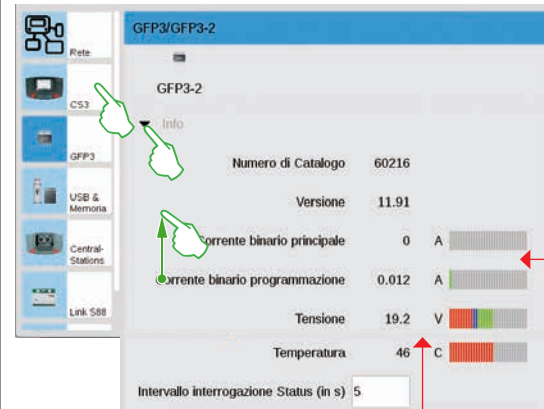 GFP3/GFP3-2
Rete
CS3
GFP3
USB &
Memoria
Central-
Stations
Link S88
GFP3-2
Info
Numero di Catalogo 60216
Versione 11.91
Corrente binario principale 0 A
Corrente binario programmazione 0.012 A
Tensione 19.2 V
Temperatura 46 C
Intervallo interrogazione Status (in s) 5